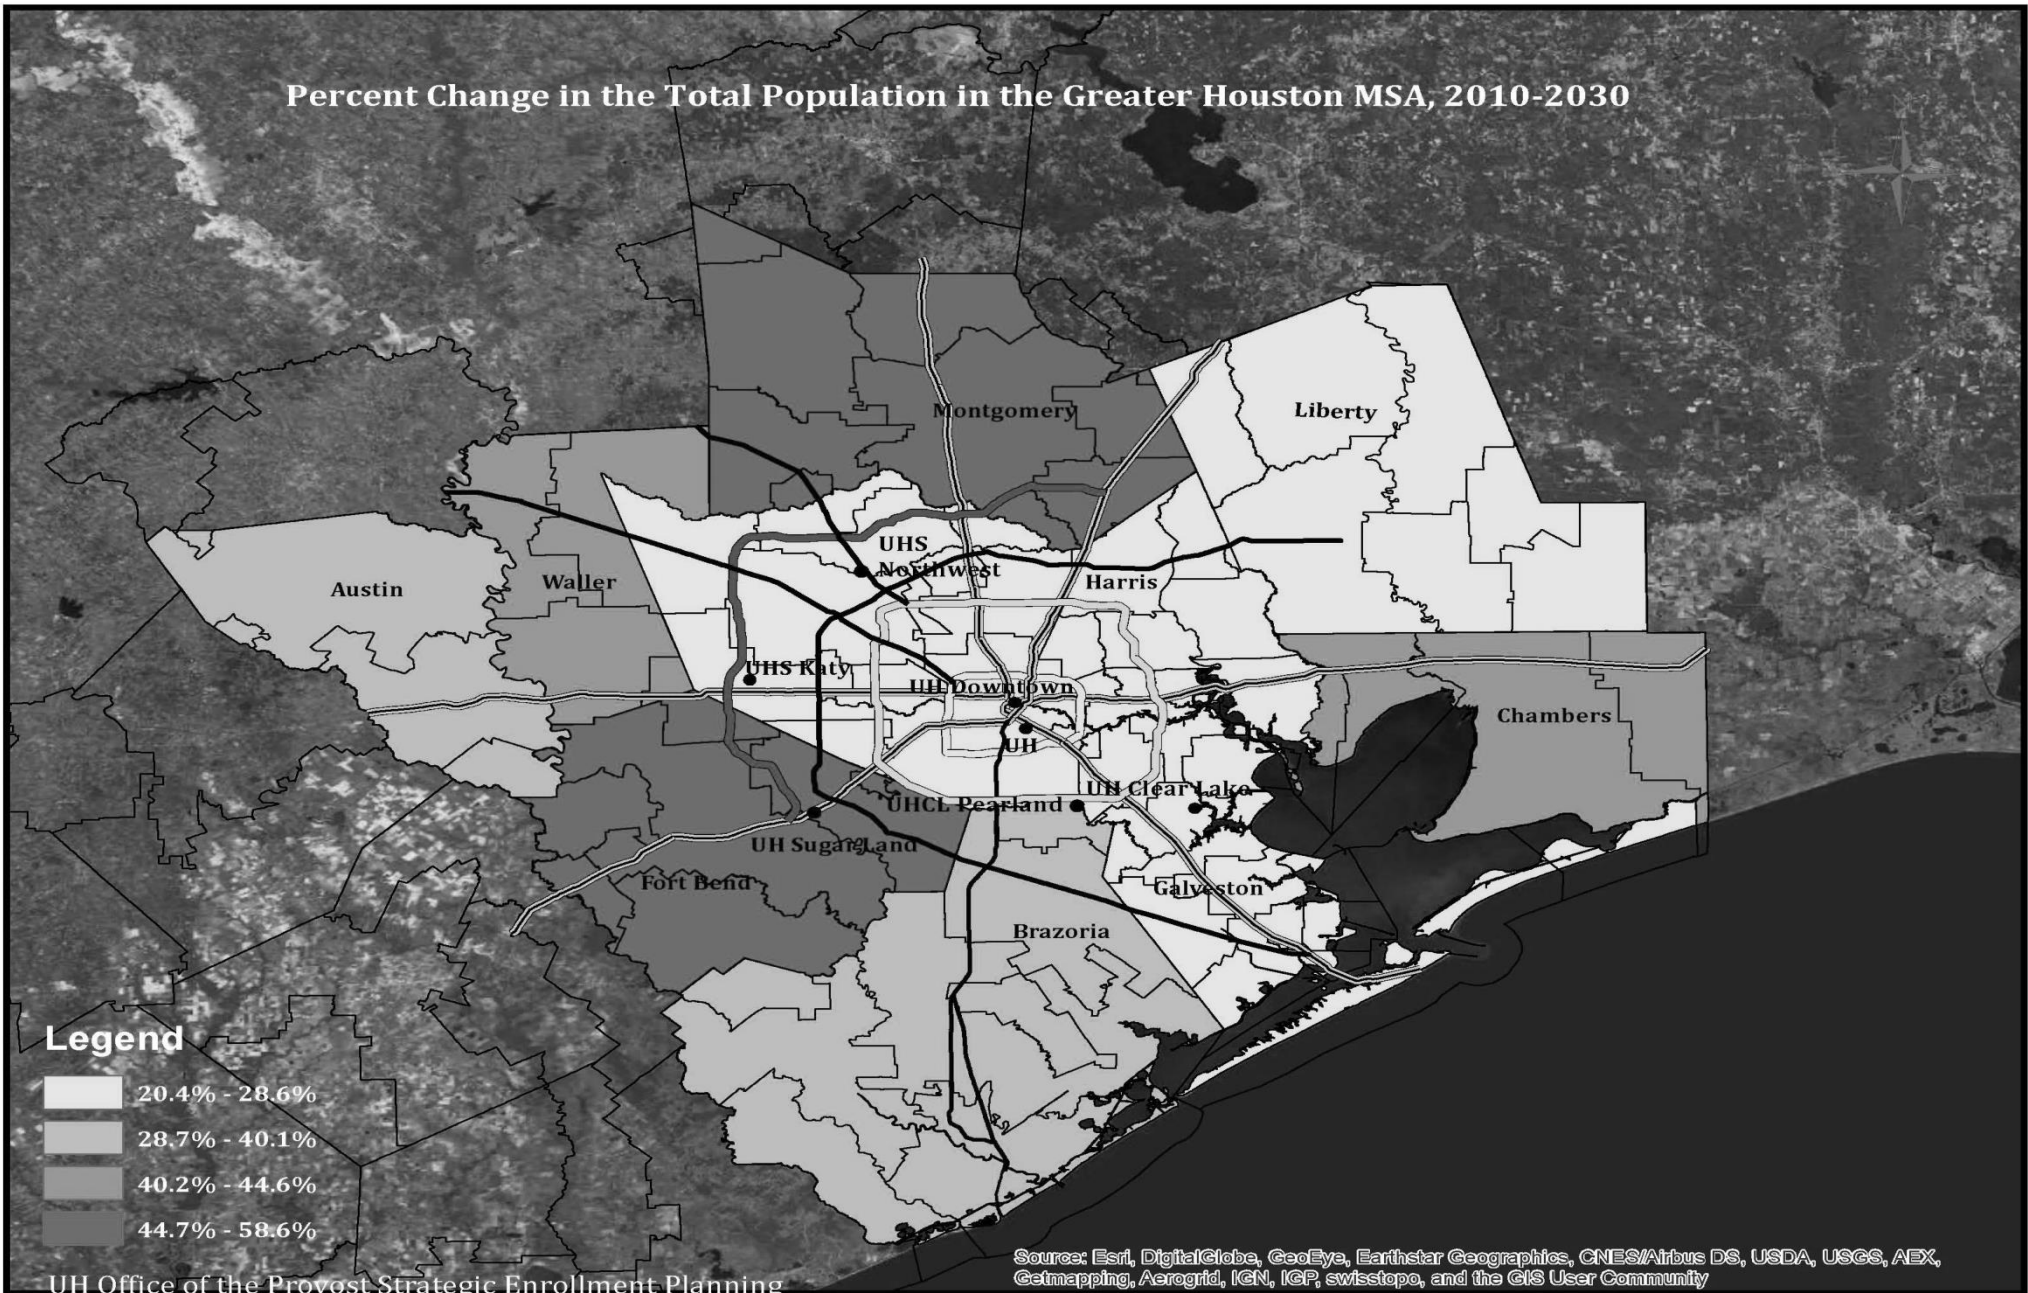 Percent Change in the Total Population in the Greater Houston MSA, 2010-2030
Montgomery
Liberty
UHS
Northwest
Harris
Austin
Waller
UHS Katy
UH Downtown
Chambers
UH
UH Clear Lake
UHCL Pearland
UH Sugar Land
Fort Bend
Galveston
Brazoria
Legend
20.4% - 28.6%
28.7% - 40.1%
40.2% - 44.6%
44.7% - 58.6%
UH Office of the Provost Strategic Enrollment Planning
Source: Esri, DigitalGlobe, GeoEye, Earthstar Geographics, CNES/Airbus DS, USDA, USGS, AEX,
Getmapping, Aerogrid, IGN, IGP, swisstopo, and the GIS User Community